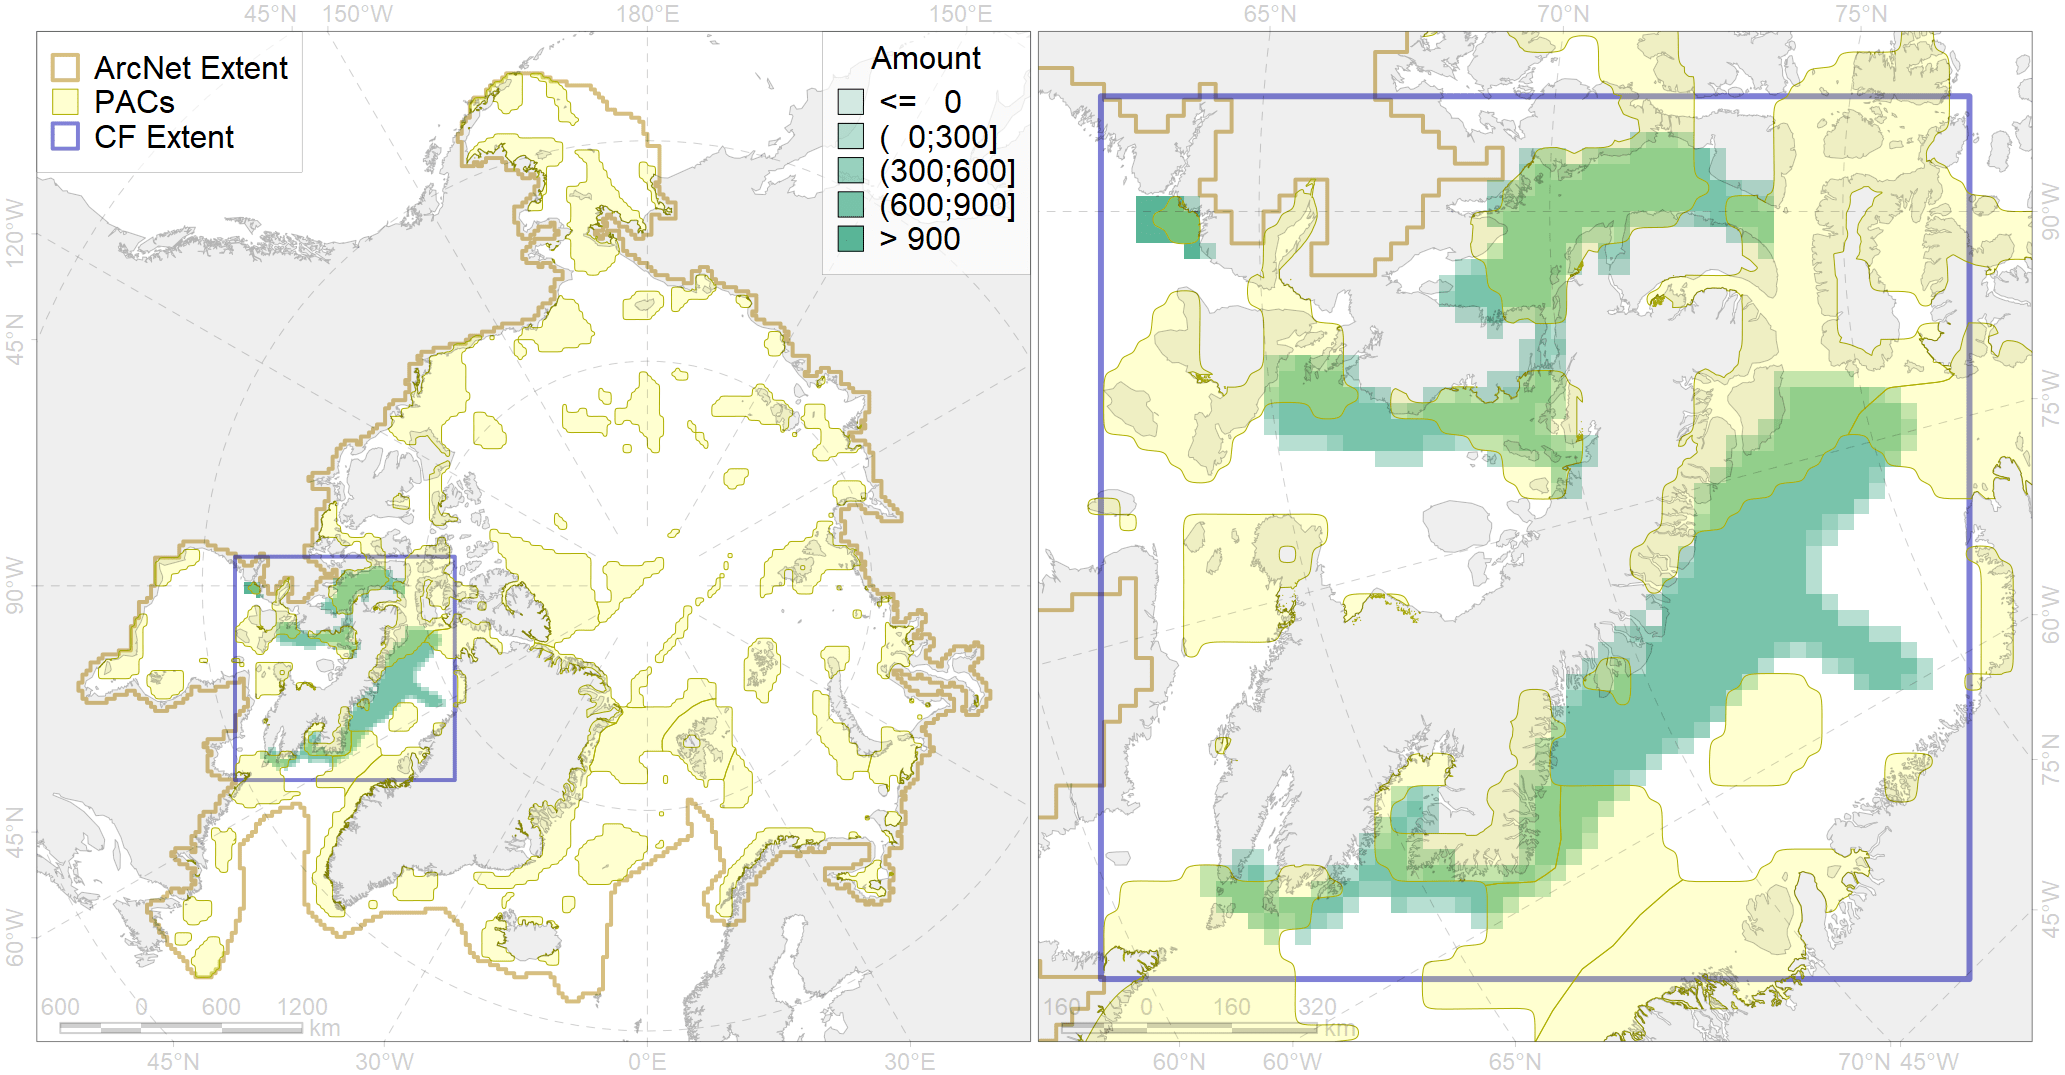 45°N 150°W 180°E 150°E 65°N 70°N 75°N
ArcNet Extent
PACs
CF Extent
Amount
<= 0
( 0;300]
(300;600]
(600;900]
> 900
120°W
45°N
90°W
45°N
60°W
90°W
75°W
60°W
75°N
45°W
600 0 600 1200
km
160 0 160 320
km
45°N 30°W 0°E 30°E 60°N 60°W 65°N 70°N 45°W